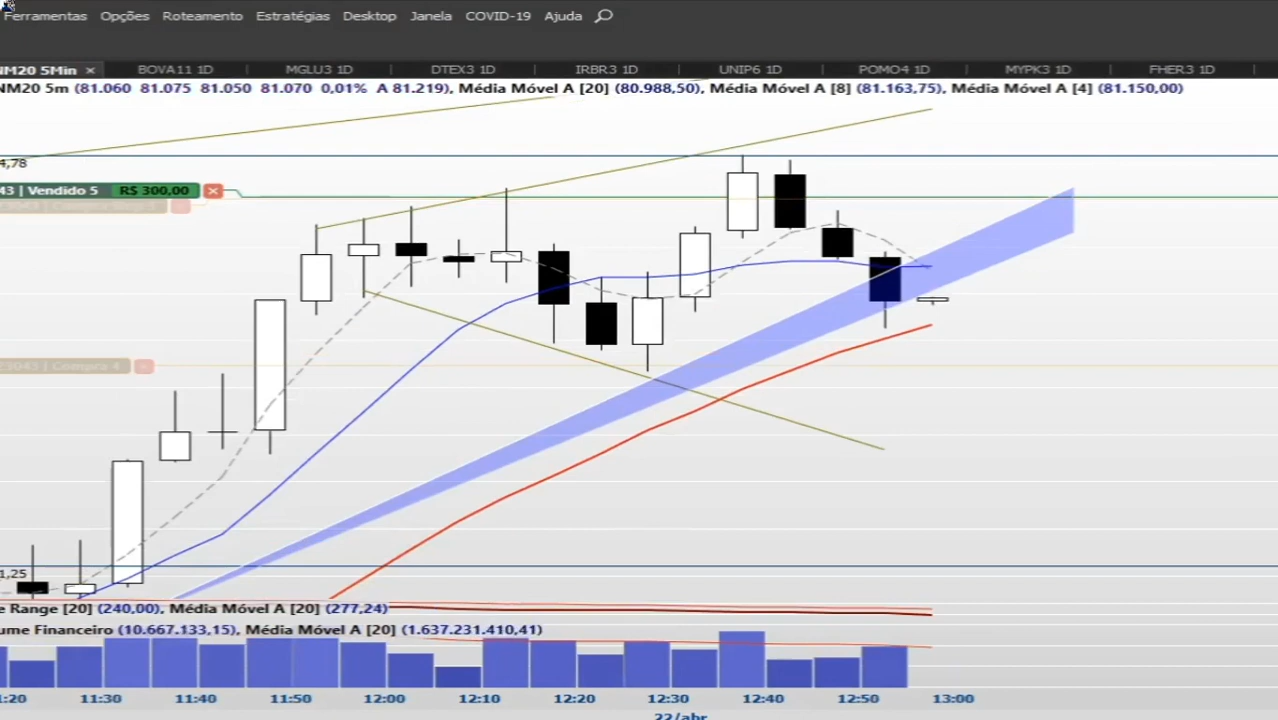 Ferramentas Opções Roteamento Estratégias Desktop Janela COVID-19 Ajuda
NM20 5Min × BOVA11 1D MGLU3 1D DTEX3 1D IRBR3 1D UNIP6 1D POMO4 1D MYPK3 1D FHER3 1D
NM20 5m (81.060 81.075 81.050 81.070 0,01% A 81.219), Média Móvel A [20] (80.988,50), Média Móvel A [8] (81.163,75), Média Móvel A [4] (81.150,00)
4,78
43 | Vendido 5 R$ 300,00
Compra 4
1,25
e Range [20] (240,00), Média Móvel A [20] (277,24)
ume Financeiro (10.667.133,15), Média Móvel A [20] (1.637.231.410,41)
1:20 11:30 11:40 11:50 12:00 12:10 12:20 12:30 12:40 12:50 13:00
22/abr